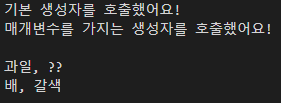 기본 생성자를 호출했어요!
매개변수를 가지는 생성자를 호출했어요!
과일, ??
배, 갈색